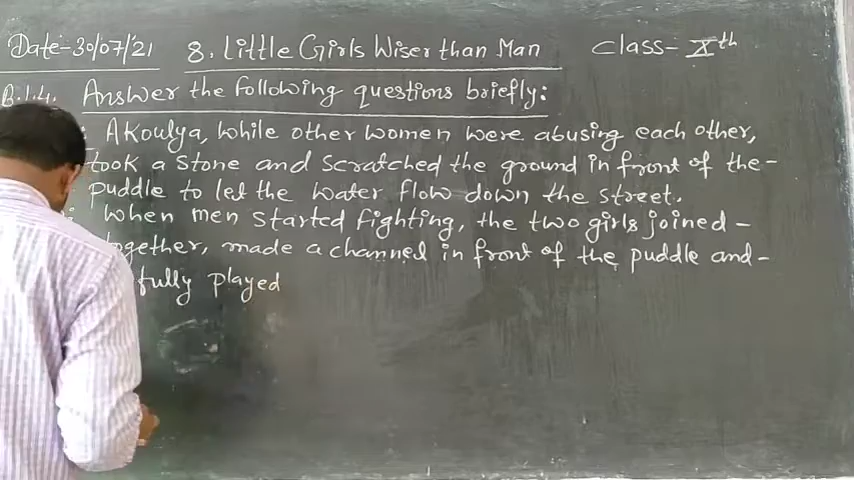 Date-30/07/'21 8. Little Girls Wiser than Man Class- Xth
B.1.4. Answer the following questions briefly:
: Akoulya, while other women were abusing each other,
took a stone and scratched the ground in front of the-
puddle to let the water flow down the street.
: When men started fighting, the two girls joined-
together, made a channel in front of the puddle and-
fully played